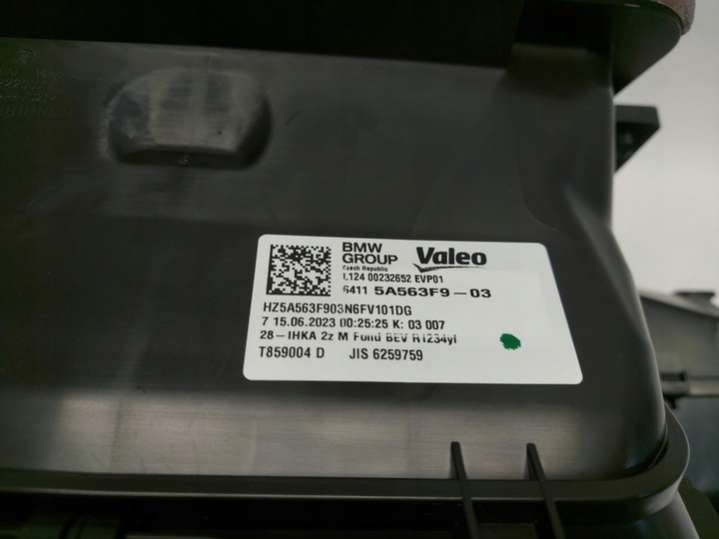 BMW
GROUP
Valeo
Czech Republic
L124 00232652 EVP01
6411 5A563F9-03
HZ5A563F903N6FV101DG
7 15.06.2023 00:25:25 K: 03 007
28-IHKA 2z M Fond BEV R1234yf
T859004 D JIS 6259759